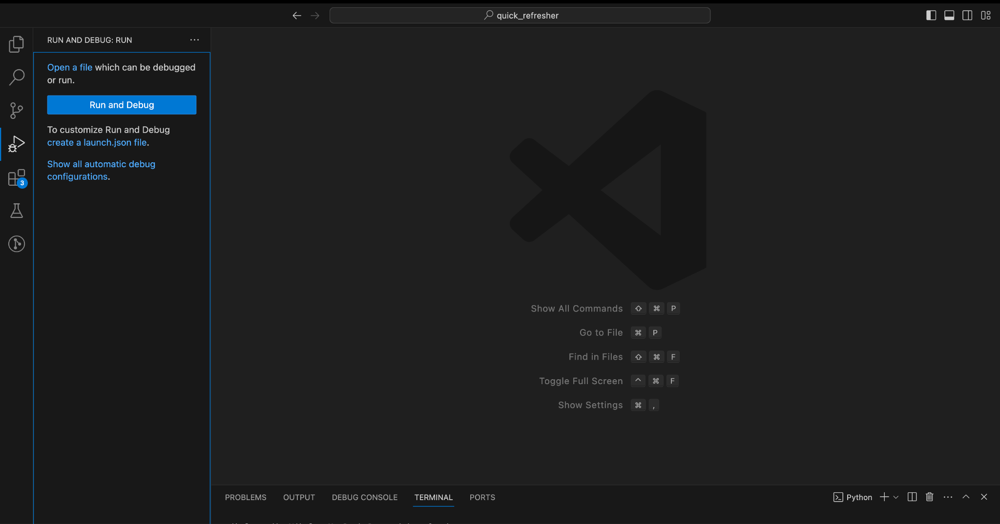 quick_refresher
RUN AND DEBUG: RUN
Open a file which can be debugged
or run.
Run and Debug
To customize Run and Debug
create a launch.json file.
Show all automatic debug
configurations.
3
Show All Commands ⇧ ⌘ P
Go to File ⌘ P
Find in Files ⇧ ⌘ F
Toggle Full Screen ^ ⌘ F
Show Settings ⌘ ,
PROBLEMS OUTPUT DEBUG CONSOLE TERMINAL PORTS
Python